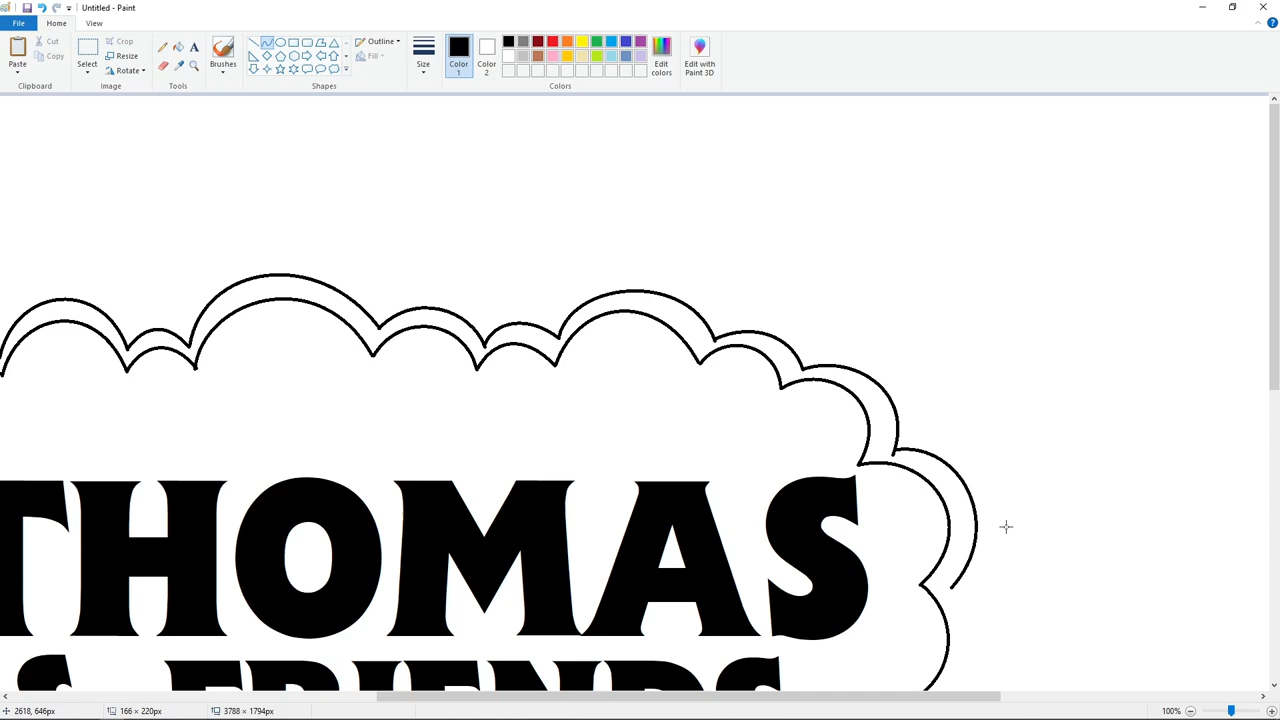 Untitled - Paint
File Home View
Paste
Cut
Copy
Clipboard
Select
Crop
Resize
Rotate
Image
A
Tools
Brushes
Outline
Fill
Shapes
Size
Color 1
Color 2
Edit colors
Colors
Edit with Paint 3D
THOMAS
& FRIENDS
2618, 646px
166 × 220px
3788 × 1794px
100%